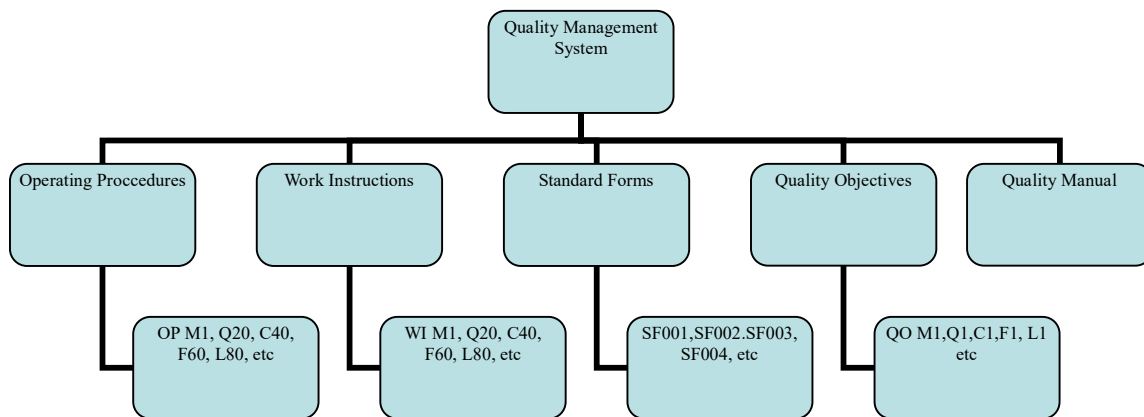 Quality Management
System
Operating Proccedures
Work Instructions
Standard Forms
Quality Objectives
Quality Manual
OP M1, Q20, C40,
F60, L80, etc
WI M1, Q20, C40,
F60, L80, etc
SF001,SF002.SF003,
SF004, etc
QO M1,Q1,C1,F1, L1
etc